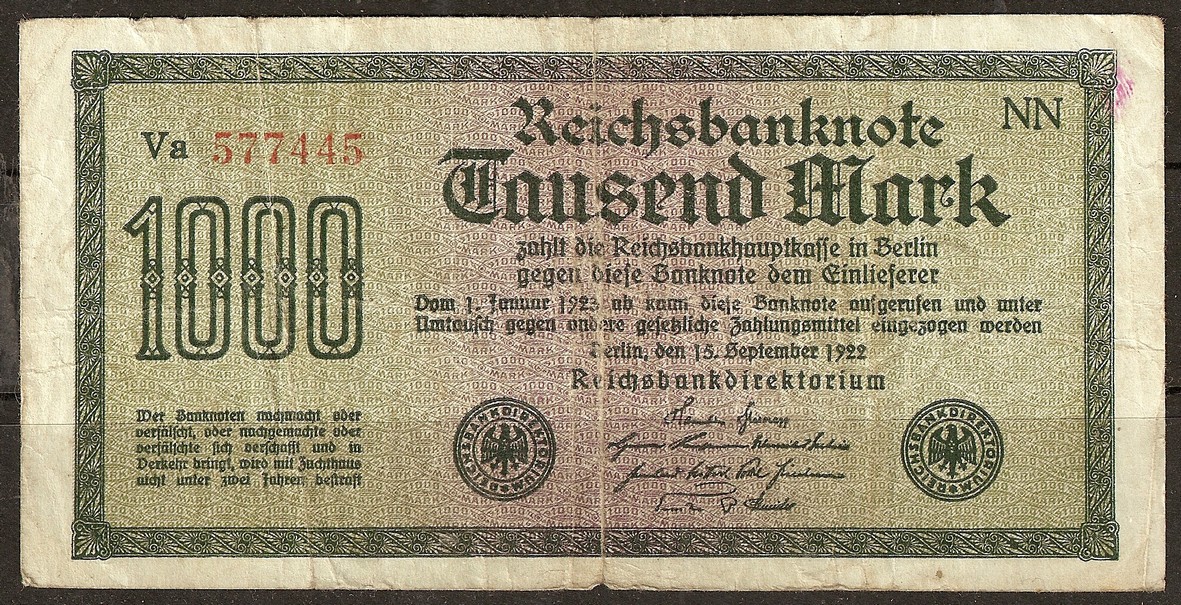 Reichsbanknote
NN
Va 577445
Tausend Mark
1000
zahlt die Reichsbankhauptkasse in Berlin
gegen diese Banknote dem Einlieferer
Vom 1. Januar 1923 ab kann diese Banknote aufgerufen und unter
Umtausch gegen andere gesetzliche Zahlungsmittel eingezogen werden
Berlin, den 15. September 1922
Reichsbankdirektorium
Wer Banknoten nachmacht oder
verfälscht, oder nachgemachte oder
verfälschte sich verschafft und in
Verkehr bringt, wird mit Zuchthaus
nicht unter zwei Jahren bestraft
REICHSBANKDIREKTORIUM
REICHSBANKDIREKTORIUM